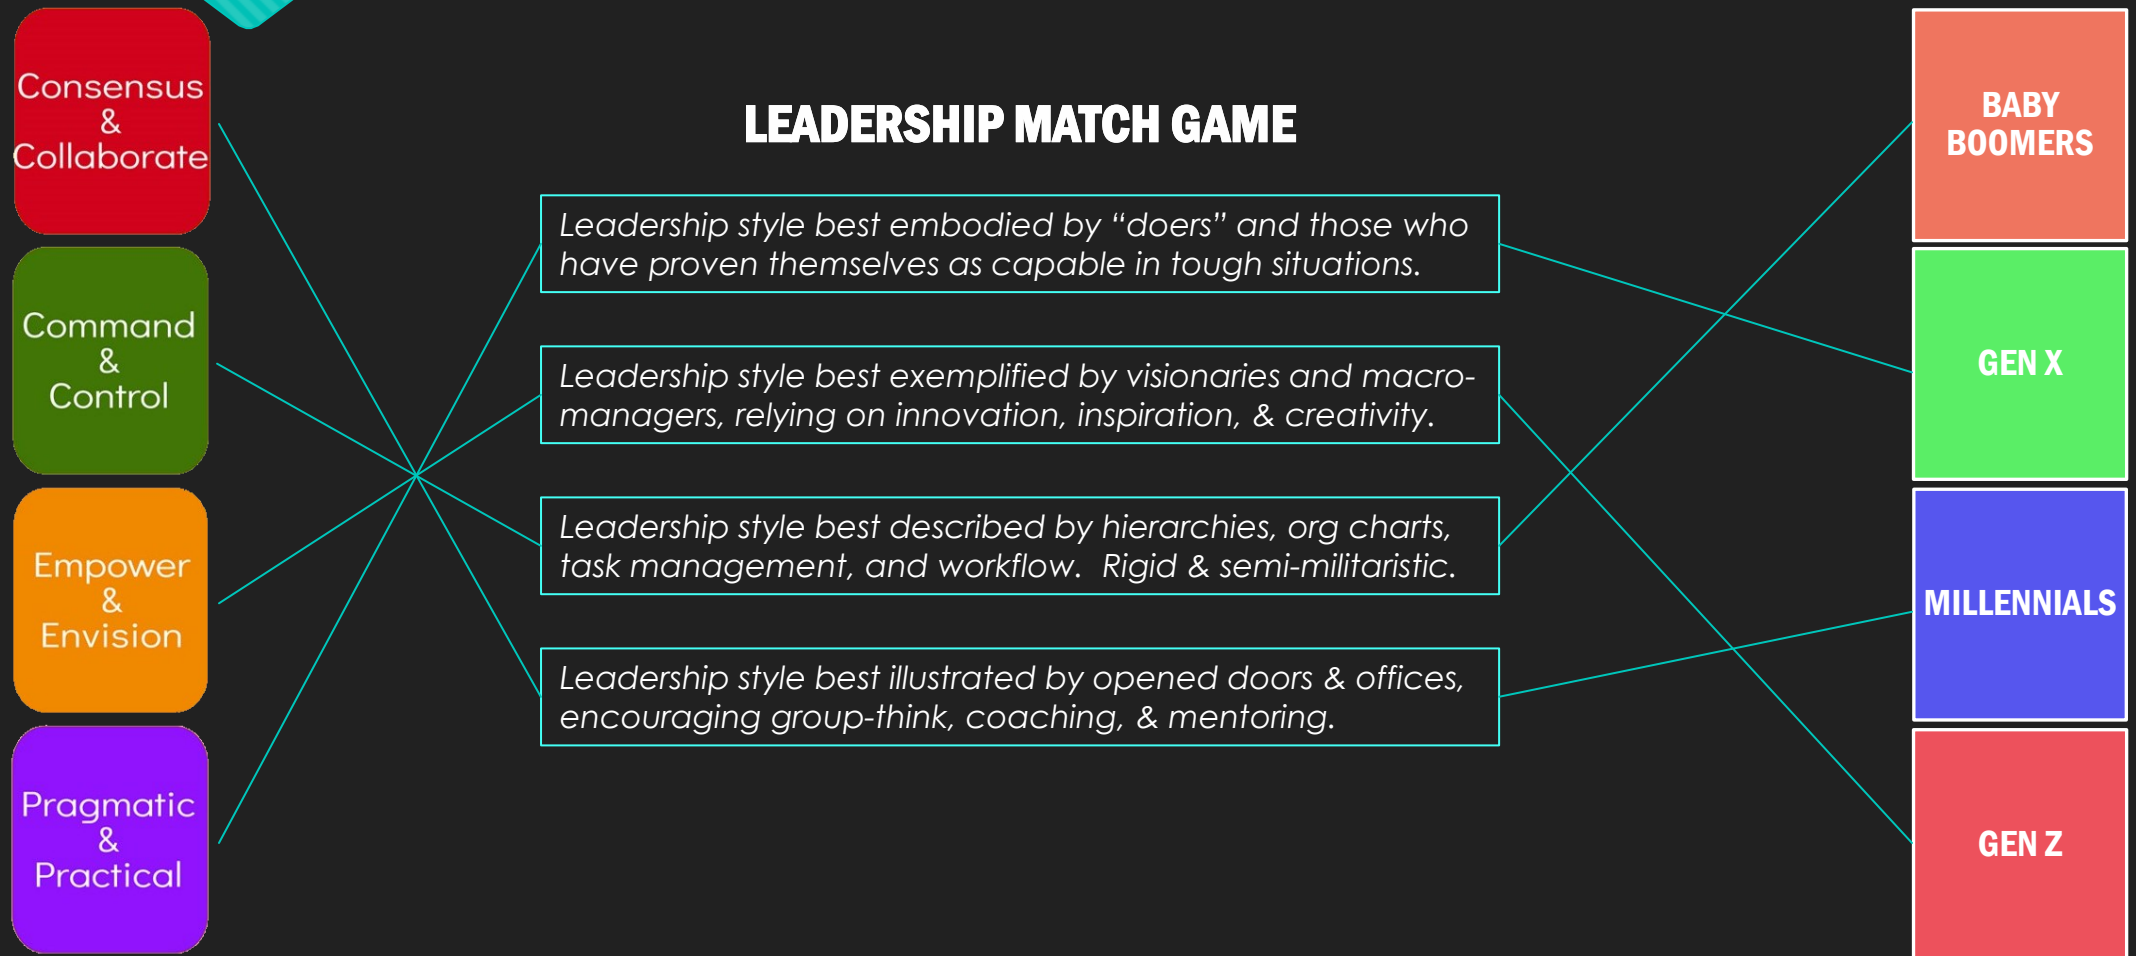 Consensus
&
Collaborate
Command
&
Control
Empower
&
Envision
Pragmatic
&
Practical
LEADERSHIP MATCH GAME
Leadership style best embodied by “doers” and those who
have proven themselves as capable in tough situations.
Leadership style best exemplified by visionaries and macro-
managers, relying on innovation, inspiration, & creativity.
Leadership style best described by hierarchies, org charts,
task management, and workflow.  Rigid & semi-militaristic.
Leadership style best illustrated by opened doors & offices,
encouraging group-think, coaching, & mentoring.
BABY
BOOMERS
GEN X
MILLENNIALS
GEN Z